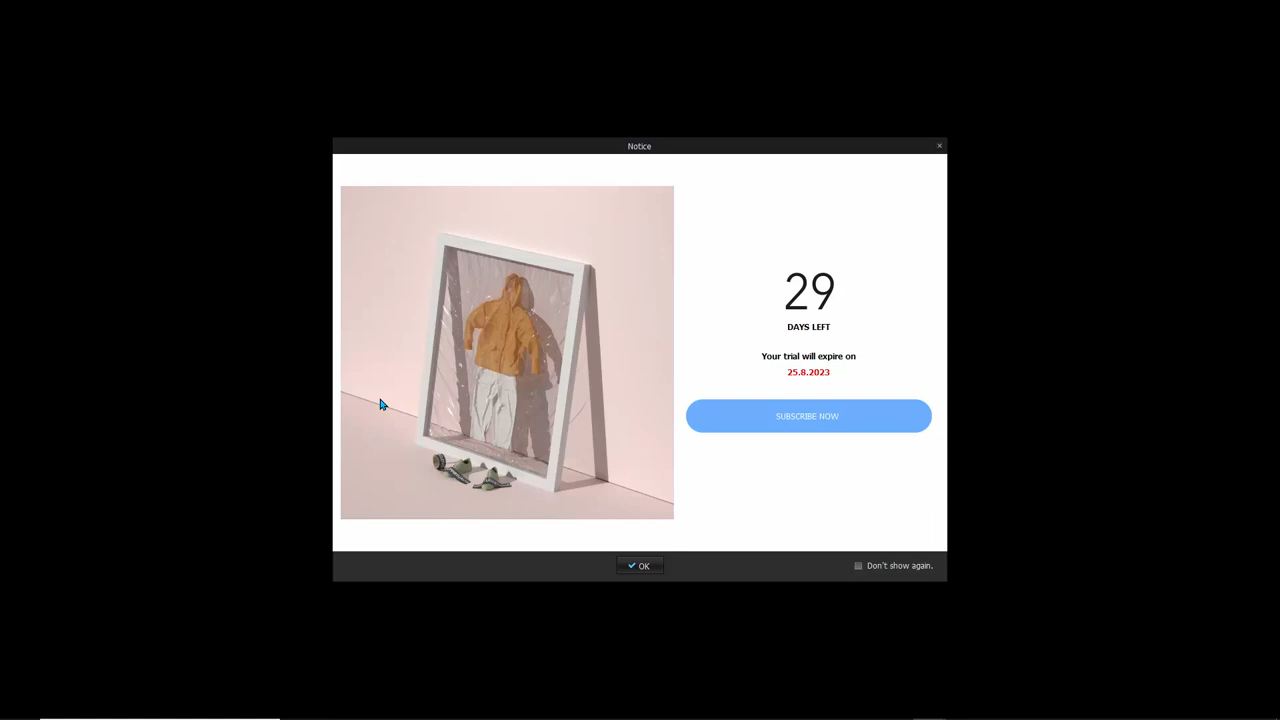 Notice
29
DAYS LEFT
Your trial will expire on
25.8.2023
SUBSCRIBE NOW
OK
Don't show again.